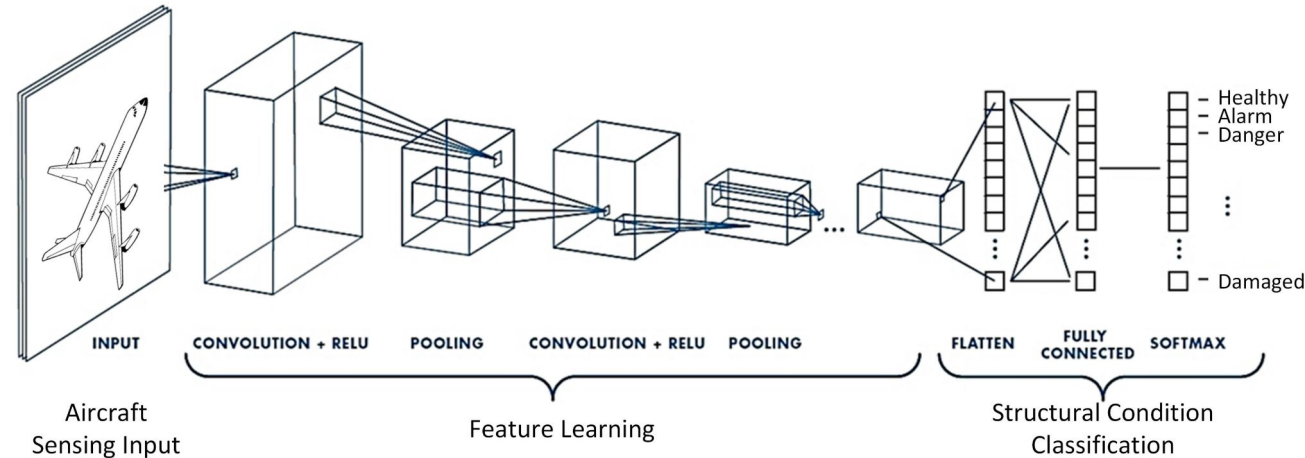 Healthy
Alarm
Danger
Damaged
INPUT
CONVOLUTION + RELU
POOLING
CONVOLUTION + RELU
POOLING
FLATTEN
FULLY
CONNECTED
SOFTMAX
Aircraft
Sensing Input
Feature Learning
Structural Condition
Classification